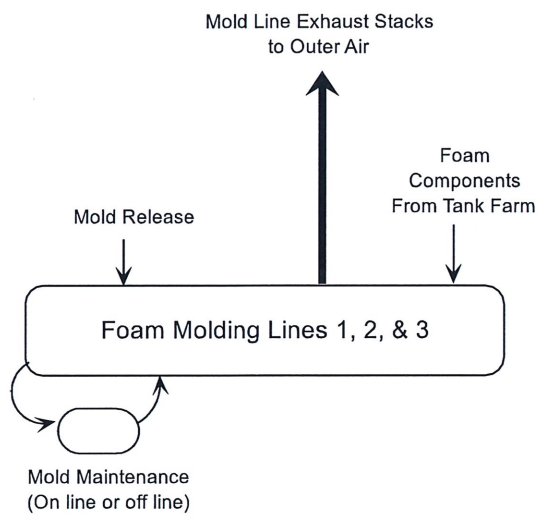 Mold Line Exhaust Stacks
to Outer Air
Foam
Components
From Tank Farm
Mold Release
Foam Molding Lines 1, 2, & 3
Mold Maintenance
(On line or off line)